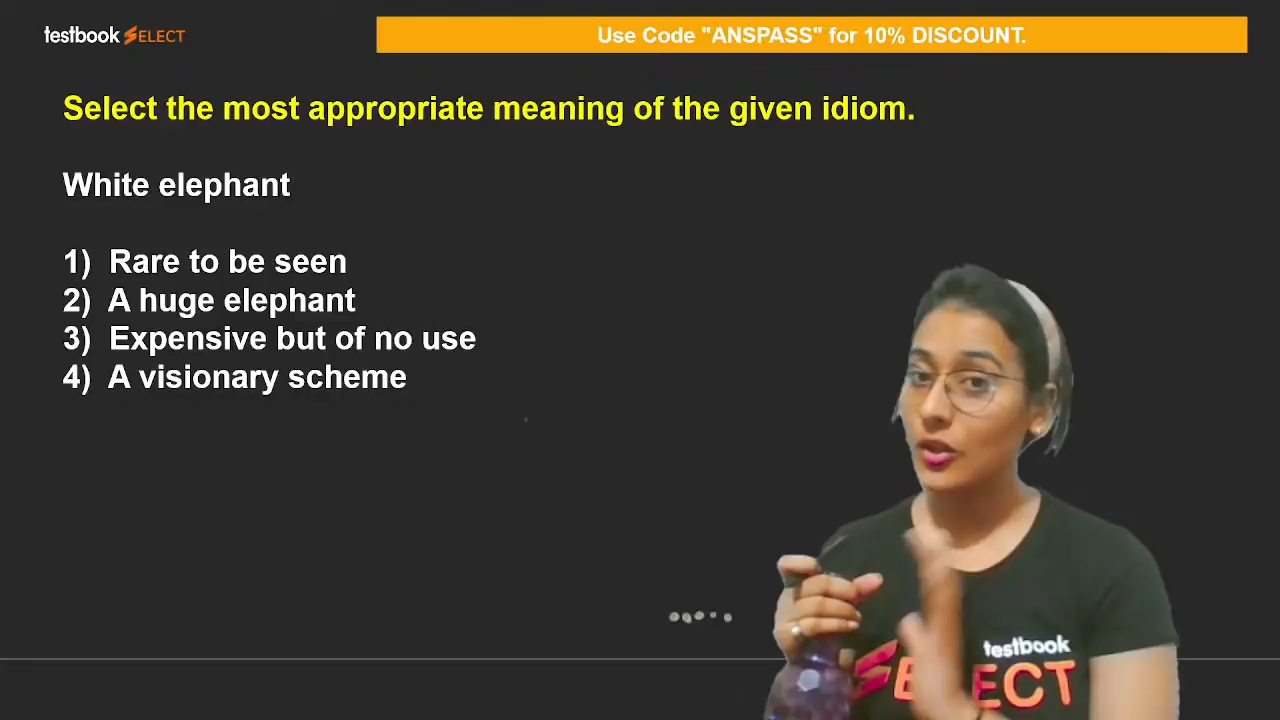 testbook SELECT
Use Code "ANSPASS" for 10% DISCOUNT.
Select the most appropriate meaning of the given idiom.
White elephant
1) Rare to be seen
2) A huge elephant
3) Expensive but of no use
4) A visionary scheme
testbook
SELECT